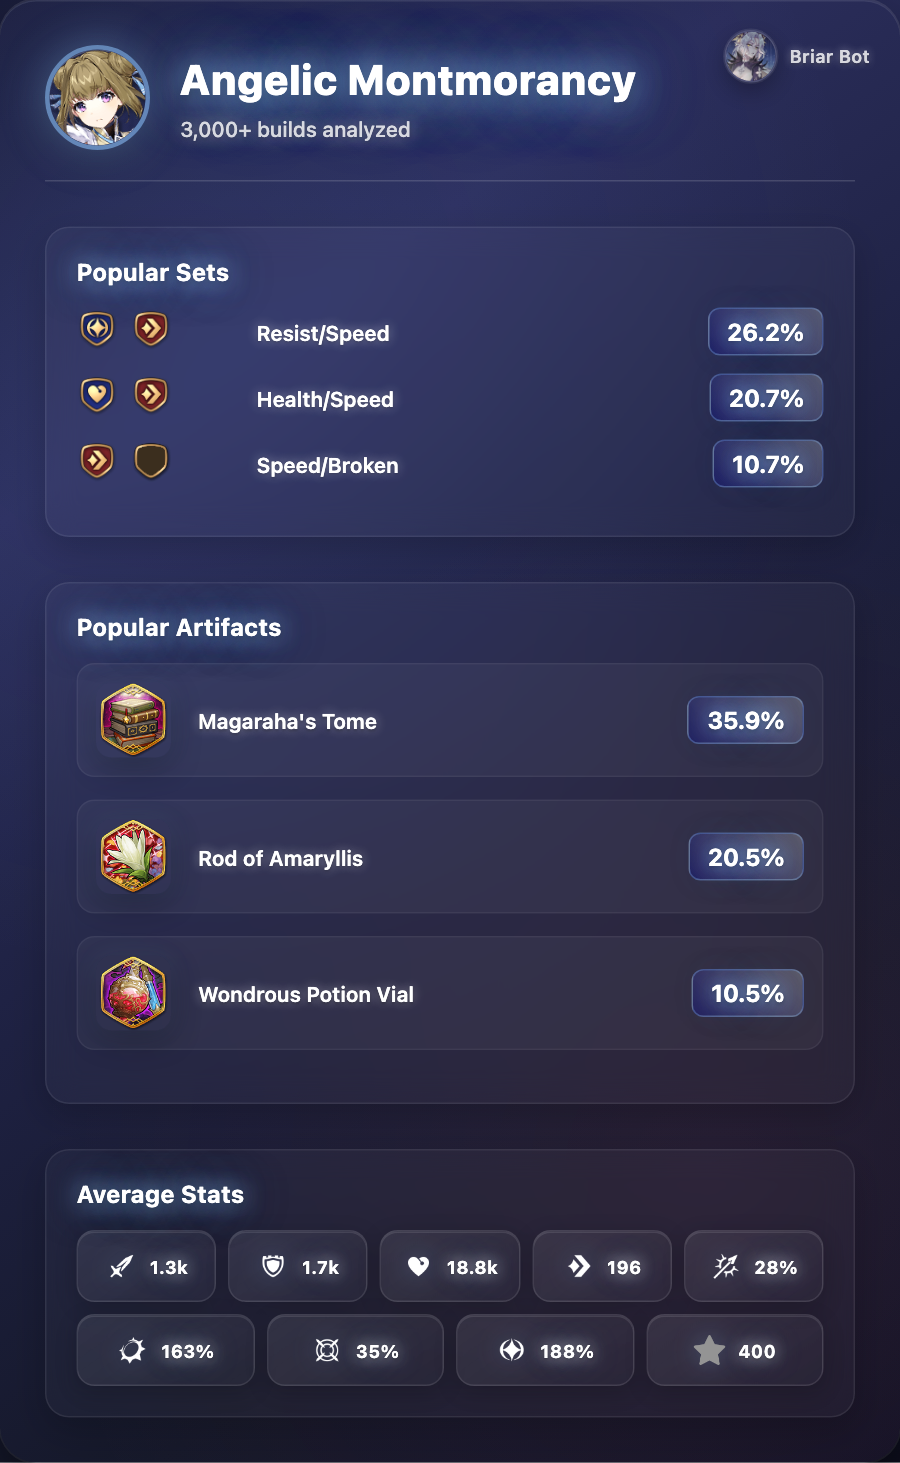 Angelic Montmorancy
3,000+ builds analyzed
Briar Bot
Popular Sets
Resist/Speed
26.2%
Health/Speed
20.7%
Speed/Broken
10.7%
Popular Artifacts
Magaraha's Tome
35.9%
Rod of Amaryllis
20.5%
Wondrous Potion Vial
10.5%
Average Stats
1.3k
1.7k
18.8k
196
28%
163%
35%
188%
400